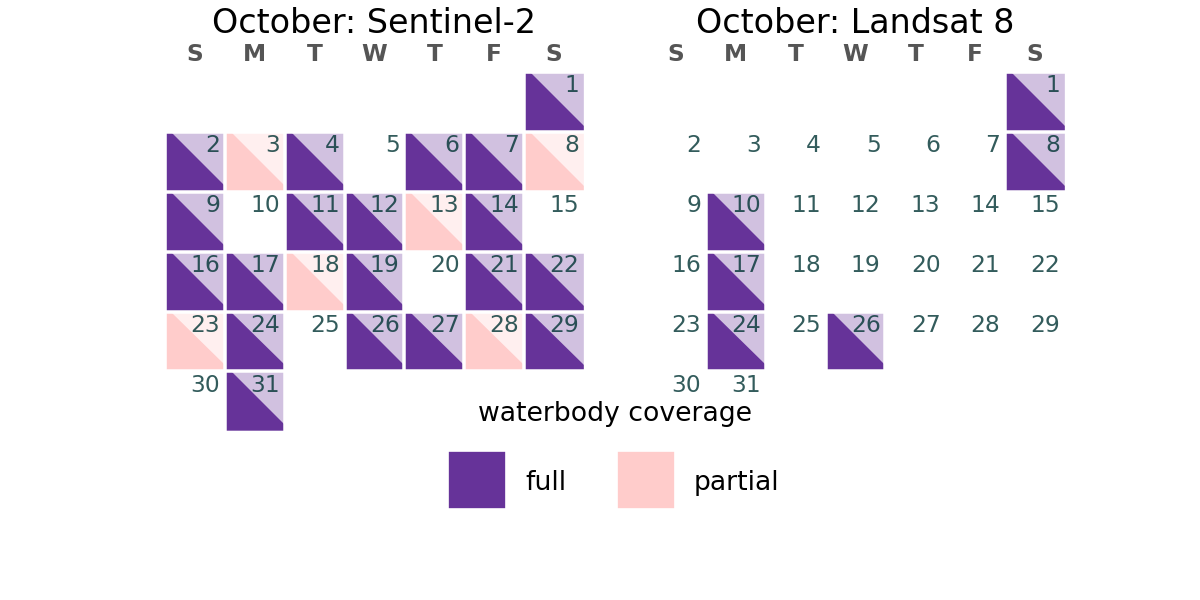 October: Sentinel-2
S M T W T F S
1
2 3 4 5 6 7 8
9 10 11 12 13 14 15
16 17 18 19 20 21 22
23 24 25 26 27 28 29
30 31
October: Landsat 8
S M T W T F S
1
2 3 4 5 6 7 8
9 10 11 12 13 14 15
16 17 18 19 20 21 22
23 24 25 26 27 28 29
30 31
waterbody coverage
full partial